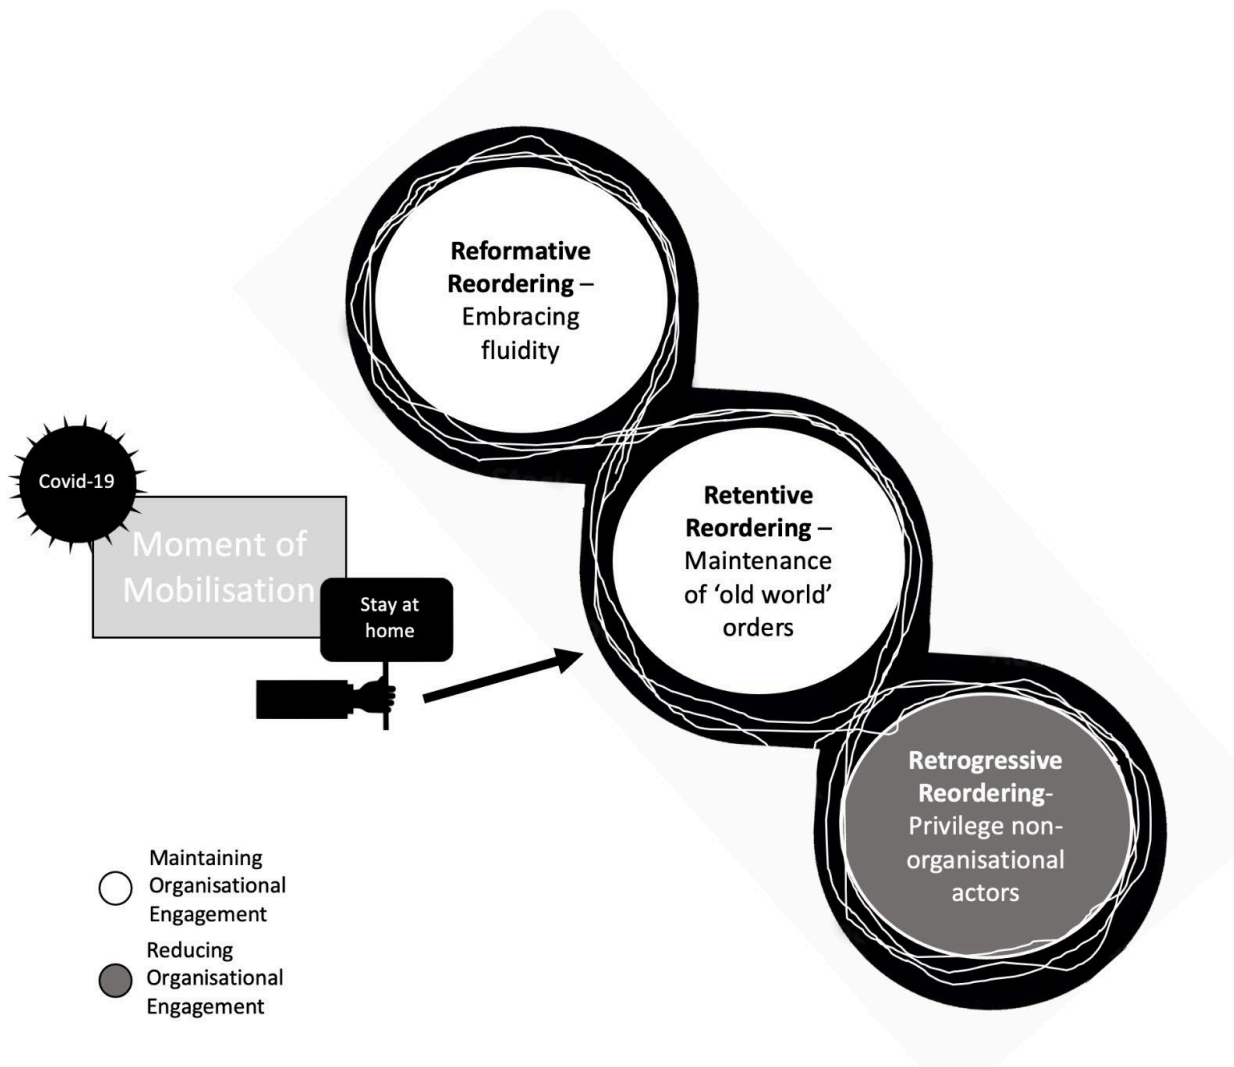 Reformative
Reordering –
Embracing
fluidity
Covid-19
Moment of
Mobilisation
Stay at
home
Retentive
Reordering –
Maintenance
of ‘old world’
orders
Retrogressive
Reordering-
Privilege non-
organisational
actors
Maintaining
Organisational
Engagement
Reducing
Organisational
Engagement